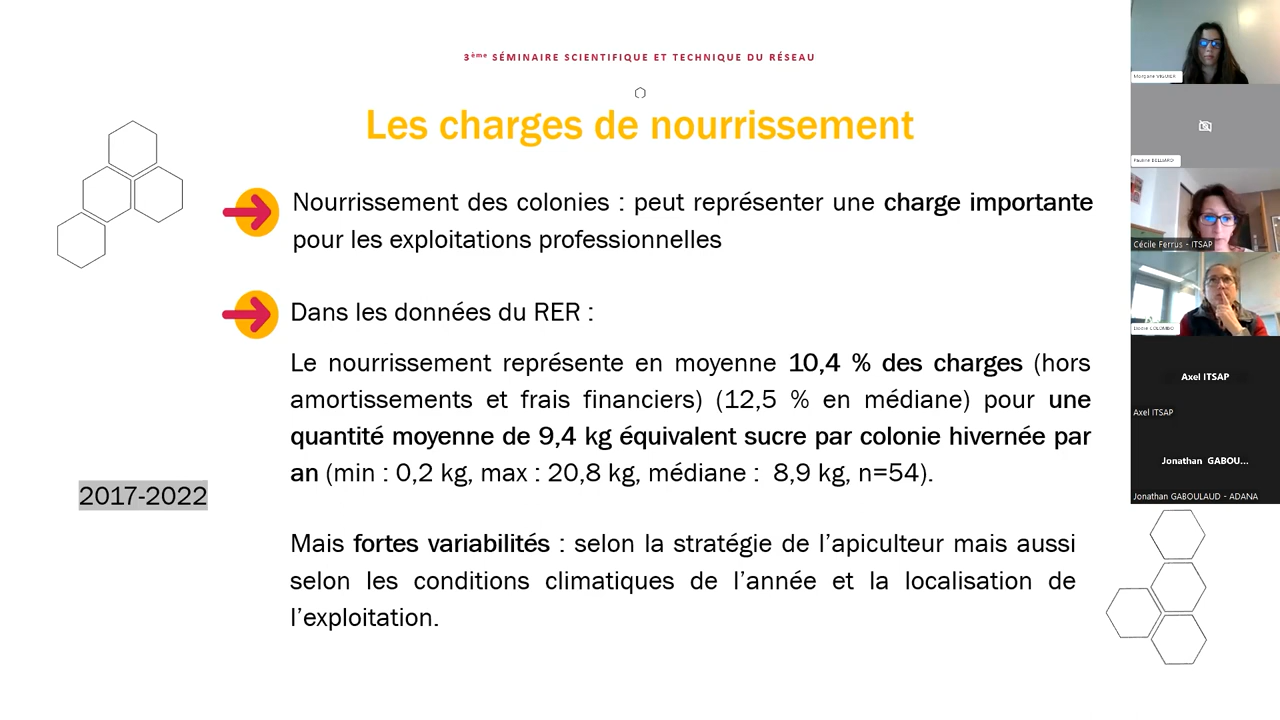 3ème SÉMINAIRE SCIENTIFIQUE ET TECHNIQUE DU RÉSEAU
Les charges de nourrissement
Nourrissement des colonies : peut représenter une charge importante
pour les exploitations professionnelles
Dans les données du RER :
Le nourrissement représente en moyenne 10,4 % des charges (hors
amortissements et frais financiers) (12,5 % en médiane) pour une
quantité moyenne de 9,4 kg équivalent sucre par colonie hivernée par
an (min : 0,2 kg, max : 20,8 kg, médiane : 8,9 kg, n=54).
2017-2022
Mais fortes variabilités : selon la stratégie de l’apiculteur mais aussi
selon les conditions climatiques de l’année et la localisation de
l’exploitation.
Cécile Ferrus - ITSAP
COLOMBO
Axel ITSAP
Axel ITSAP
Jonathan GABOU...
Jonathan GABOULAUD - ADANA